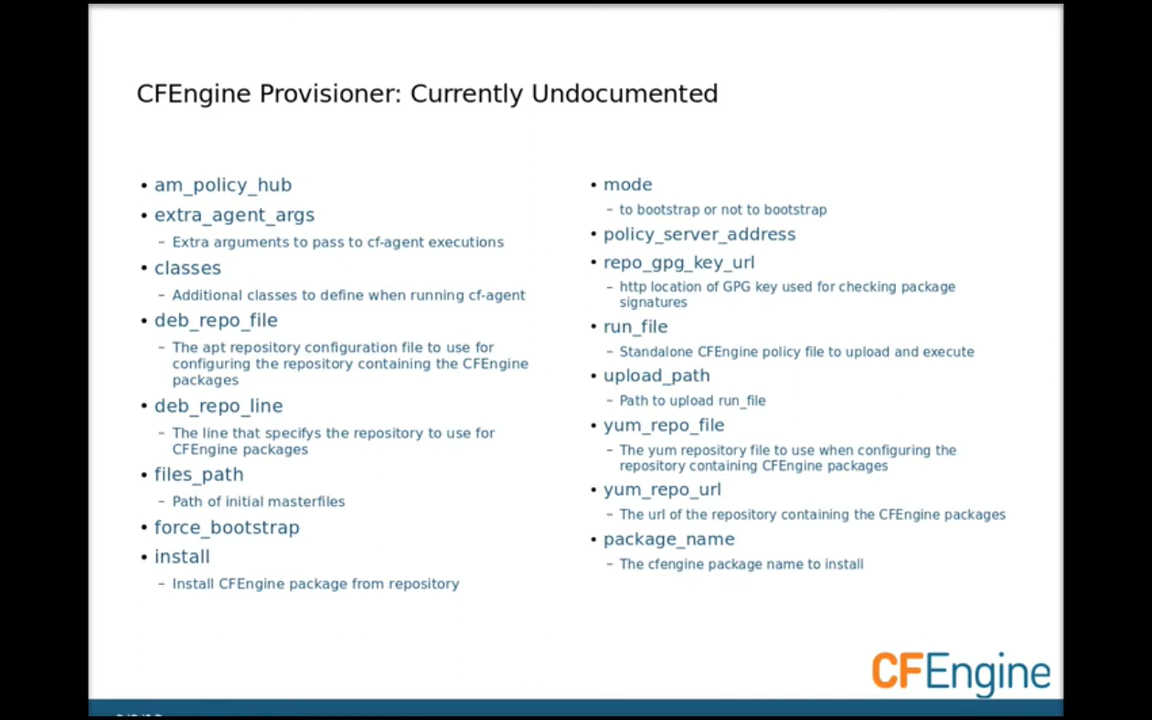 CFEngine Provisioner: Currently Undocumented
• am_policy_hub
• extra_agent_args
– Extra arguments to pass to cf-agent executions
• classes
– Additional classes to define when running cf-agent
• deb_repo_file
– The apt repository configuration file to use for
configuring the repository containing the CFEngine
packages
• deb_repo_line
– The line that specifys the repository to use for
CFEngine packages
• files_path
– Path of initial masterfiles
• force_bootstrap
• install
– Install CFEngine package from repository
• mode
– to bootstrap or not to bootstrap
• policy_server_address
• repo_gpg_key_url
– http location of GPG key used for checking package
signatures
• run_file
– Standalone CFEngine policy file to upload and execute
• upload_path
– Path to upload run_file
• yum_repo_file
– The yum repository file to use when configuring the
repository containing CFEngine packages
• yum_repo_url
– The url of the repository containing the CFEngine packages
• package_name
– The cfengine package name to install
CFEngine